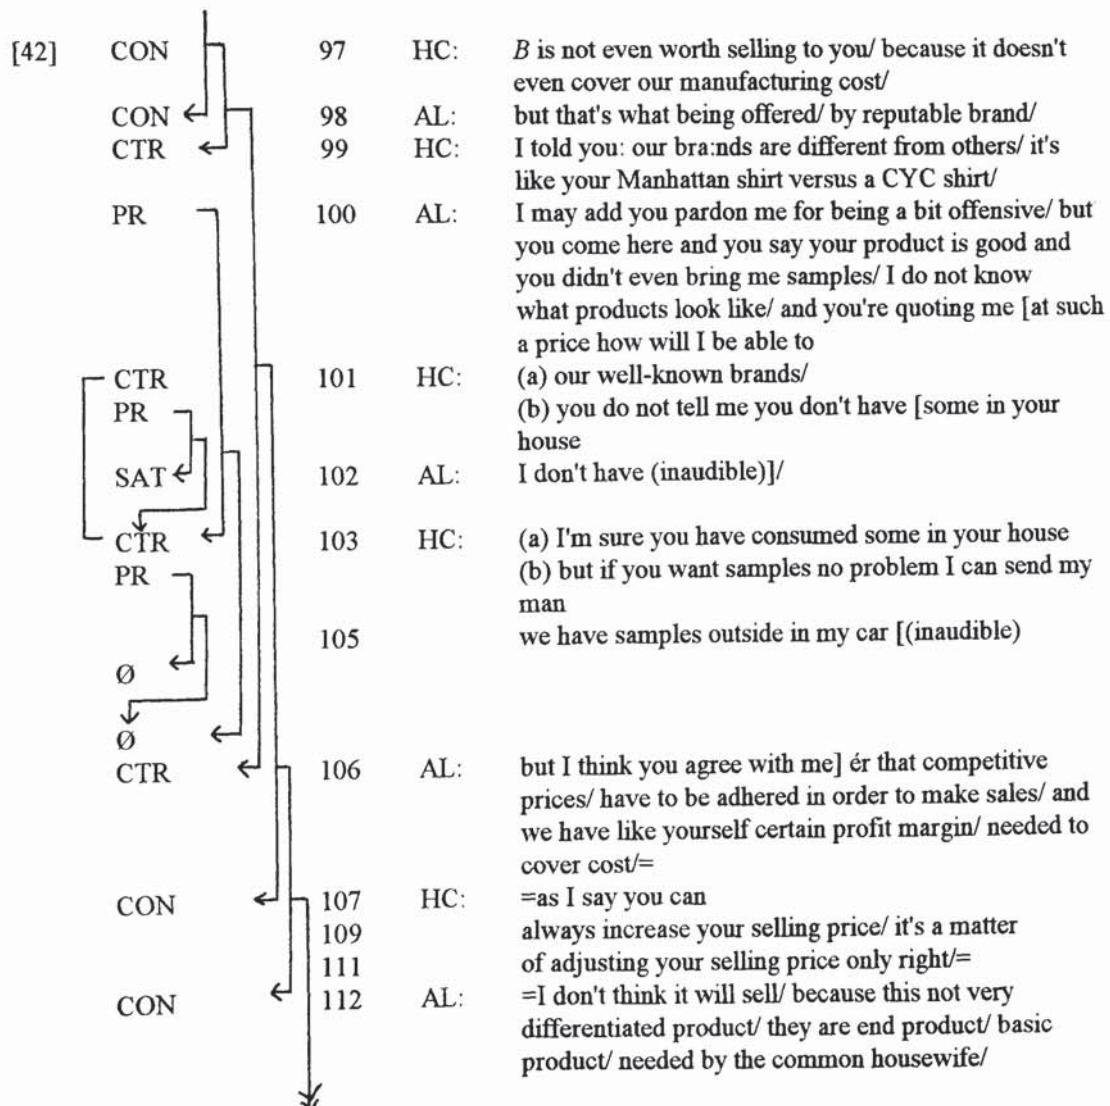 [42] CON 97 HC: B is not even worth selling to you/ because it doesn't
even cover our manufacturing cost/
CON 98 AL: but that's what being offered/ by reputable brand/
CTR 99 HC: I told you: our bra:nds are different from others/ it's
like your Manhattan shirt versus a CYC shirt/
PR 100 AL: I may add you pardon me for being a bit offensive/ but
you come here and you say your product is good and
you didn't even bring me samples/ I do not know
what products look like/ and you're quoting me [at such
a price how will I be able to
CTR 101 HC: (a) our well-known brands/
PR (b) you do not tell me you don't have [some in your
house
SAT 102 AL: I don't have (inaudible)]/
CTR 103 HC: (a) I'm sure you have consumed some in your house
PR (b) but if you want samples no problem I can send my
man
105 we have samples outside in my car [(inaudible)
Ø
Ø
CTR 106 AL: but I think you agree with me] ér that competitive
prices/ have to be adhered in order to make sales/ and
we have like yourself certain profit margin/ needed to
cover cost/=
CON 107 HC: =as I say you can
109 always increase your selling price/ it's a matter
111 of adjusting your selling price only right/=
CON 112 AL: =I don't think it will sell/ because this not very
differentiated product/ they are end product/ basic
product/ needed by the common housewife/